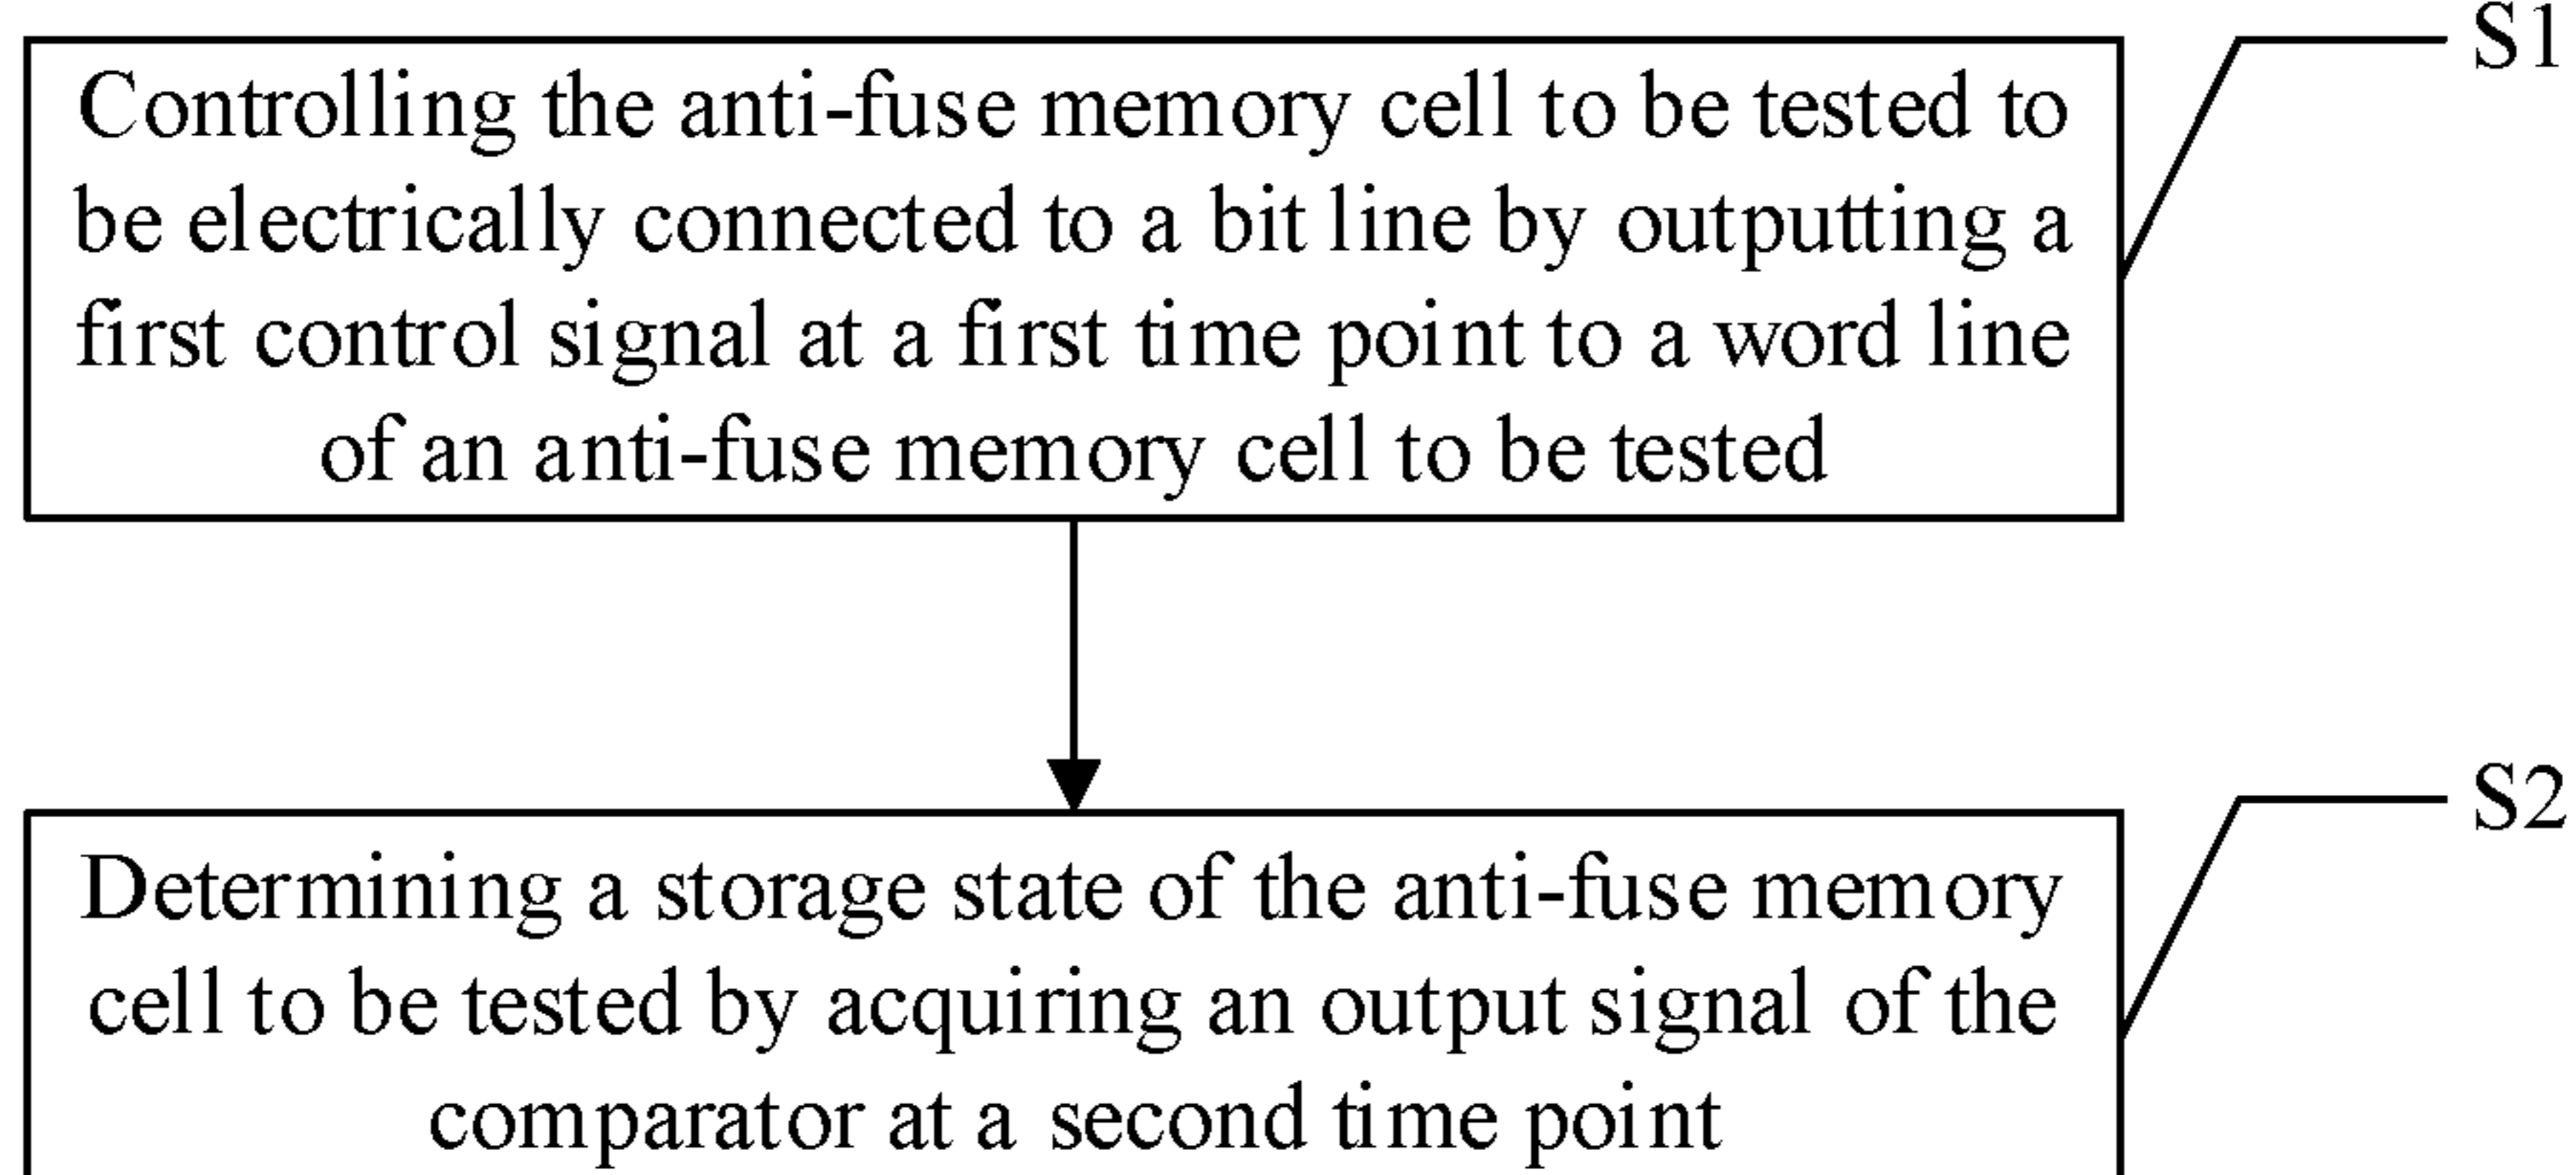 S1
Controlling the anti-fuse memory cell to be tested to
be electrically connected to a bit line by outputting a
first control signal at a first time point to a word line
of an anti-fuse memory cell to be tested
S2
Determining a storage state of the anti-fuse memory
cell to be tested by acquiring an output signal of the
comparator at a second time point